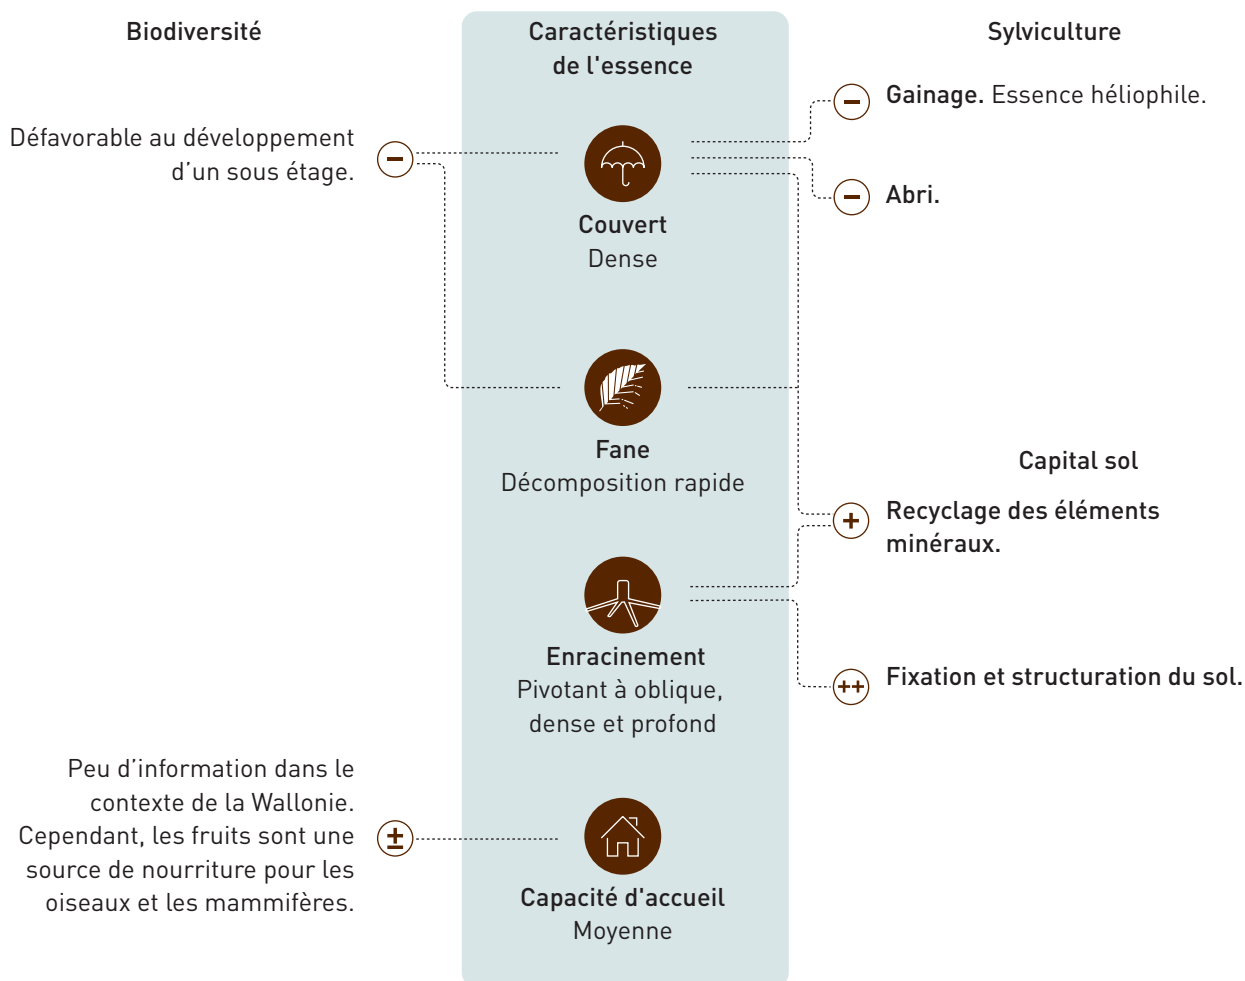 Biodiversité
Caractéristiques
de l'essence
Sylviculture
Défavorable au développement
d’un sous étage.
−
Couvert
Dense
−
Gainage. Essence héliophile.
−
Abri.
Fane
Décomposition rapide
Capital sol
+
Recyclage des éléments
minéraux.
Enracinement
Pivotant à oblique,
dense et profond
++
Fixation et structuration du sol.
Peu d’information dans le
contexte de la Wallonie.
Cependant, les fruits sont une
source de nourriture pour les
oiseaux et les mammifères.
±
Capacité d'accueil
Moyenne